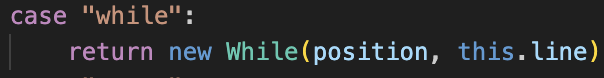 case "while":
    return new While(position, this.line)